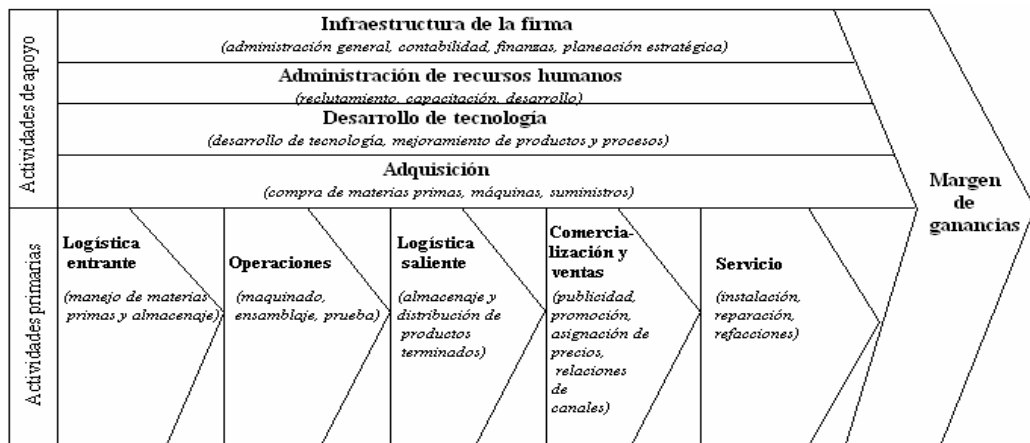 Actividades de apoyo
Infraestructura de la firma
(administración general, contabilidad, finanzas, planeación estratégica)
Administración de recursos humanos
(reclutamiento, capacitación, desarrollo)
Desarrollo de tecnología
(desarrollo de tecnología, mejoramiento de productos y procesos)
Adquisición
(compra de materias primas, máquinas, suministros)
Margen
de
ganancias
Actividades primarias
Logística
entrante
(manejo de materias
primas y almacenaje)
Operaciones
(maquinado,
ensamblaje, prueba)
Logística
saliente
(almacenaje y
distribución de
productos
terminados)
Comercia-
lización y
ventas
(publicidad,
promoción,
asignación de
precios,
relaciones
de
canales)
Servicio
(instalación,
reparación,
refacciones)